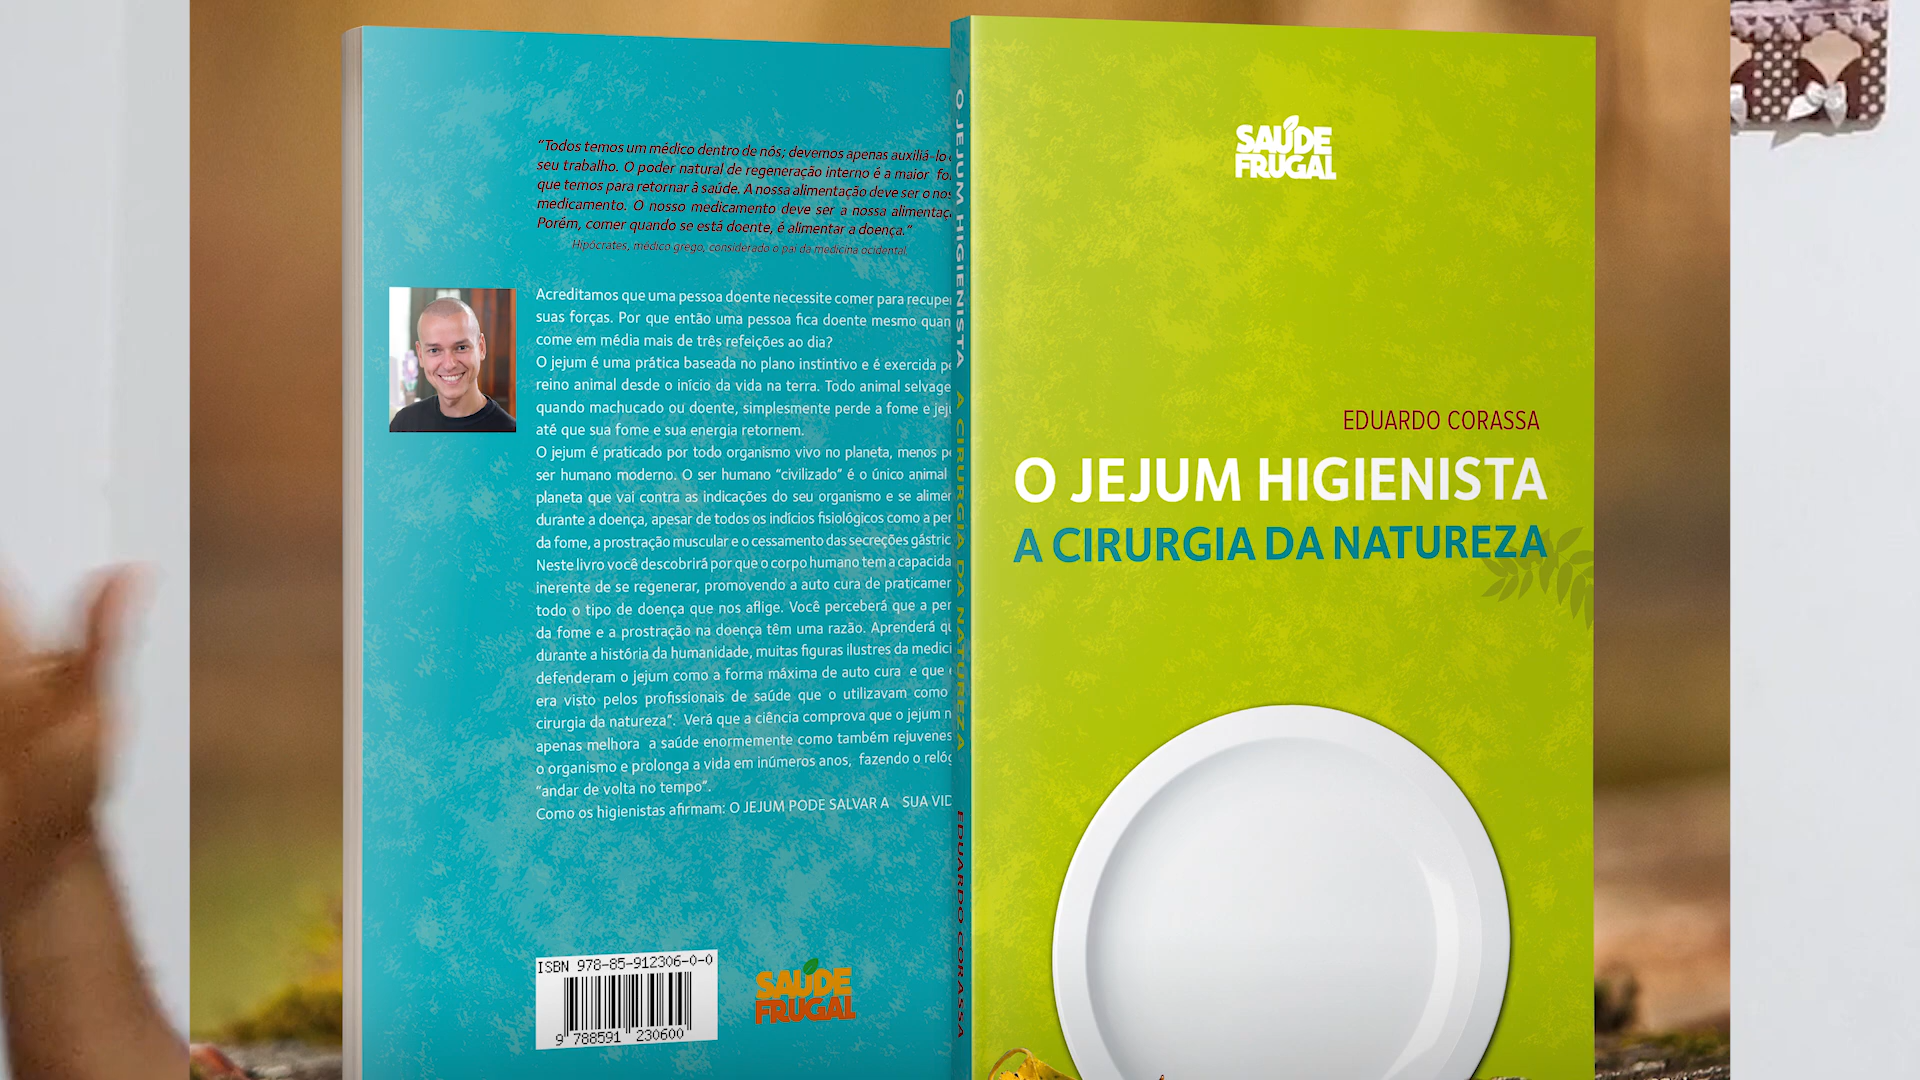 “Todos temos um médico dentro de nós; devemos apenas auxiliá-lo
seu trabalho. O poder natural de regeneração interno é a maior
que temos para retornar à saúde. A nossa alimentação deve ser o
medicamento. O nosso medicamento deve ser a nossa
Porém, comer quando se está doente, é alimentar a doença.”
Hipócrates, médico grego, considerado o pai da medicina ocidental
Acreditamos que uma pessoa doente necessite comer para
suas forças. Por que então uma pessoa fica doente mesmo
come em média mais de três refeições ao dia?
O jejum é uma prática baseada no plano instintivo e é exercida
reino animal desde o início da vida na terra. Todo animal
quando machucado ou doente, simplesmente perde a fome e
até que sua fome e sua energia retornem.
O jejum é praticado por todo organismo vivo no planeta, menos
ser humano moderno. O ser humano “civilizado” é o único animal
planeta que vai contra as indicações do seu organismo e se
durante a doença, apesar de todos os indícios fisiológicos como a
da fome, a prostração muscular e o cessamento das secreções
Neste livro você descobrirá por que o corpo humano tem a
inerente de se regenerar, promovendo a auto cura de
todo o tipo de doença que nos aflige. Você perceberá que a
da fome e a prostração na doença têm uma razão. Aprenderá
durante a história da humanidade, muitas figuras ilustres da
defenderam o jejum como a forma máxima de auto cura e que
era visto pelos profissionais de saúde que o utilizavam como
cirurgia da natureza”. Verá que a ciência comprova que o jejum
apenas melhora a saúde enormemente como também
o organismo e prolonga a vida em inúmeros anos, fazendo o
“andar de volta no tempo”.
Como os higienistas afirmam: O JEJUM PODE SALVAR A SUA
ISBN 978-85-912306-0-0
9 788591 230600
SAÚDE
FRUGAL
O JEJUM HIGIENISTA A CIRURGIA DA NATUREZA EDUARDO CORASSA
SAÚDE
FRUGAL
EDUARDO CORASSA
O JEJUM HIGIENISTA
A CIRURGIA DA NATUREZA